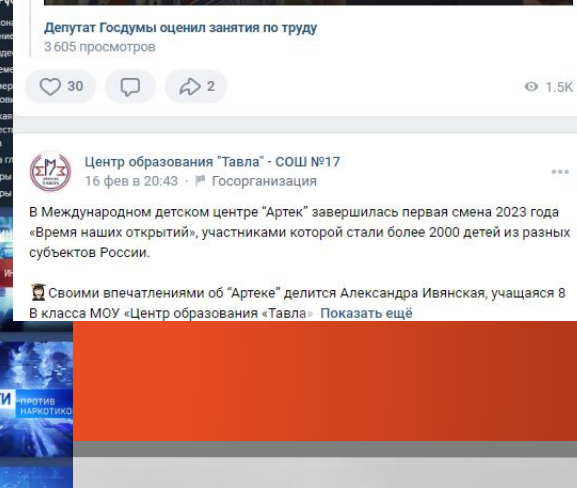 Депутат Госдумы оценил занятия по труду
3 605 просмотров
30
2
1.5K
Центр образования "Тавла" - СОШ №17
16 фев в 20:43 · Госорганизация
В Международном детском центре “Артек” завершилась первая смена 2023 года
«Время наших открытий», участниками которой стали более 2000 детей из разных
субъектов России.
Своими впечатлениями об “Артеке” делится Александра Ивянская, учащаяся 8
В класса МОУ «Центр образования «Тавла» Показать ещё
ПРОТИВ
НАРКОТИКО